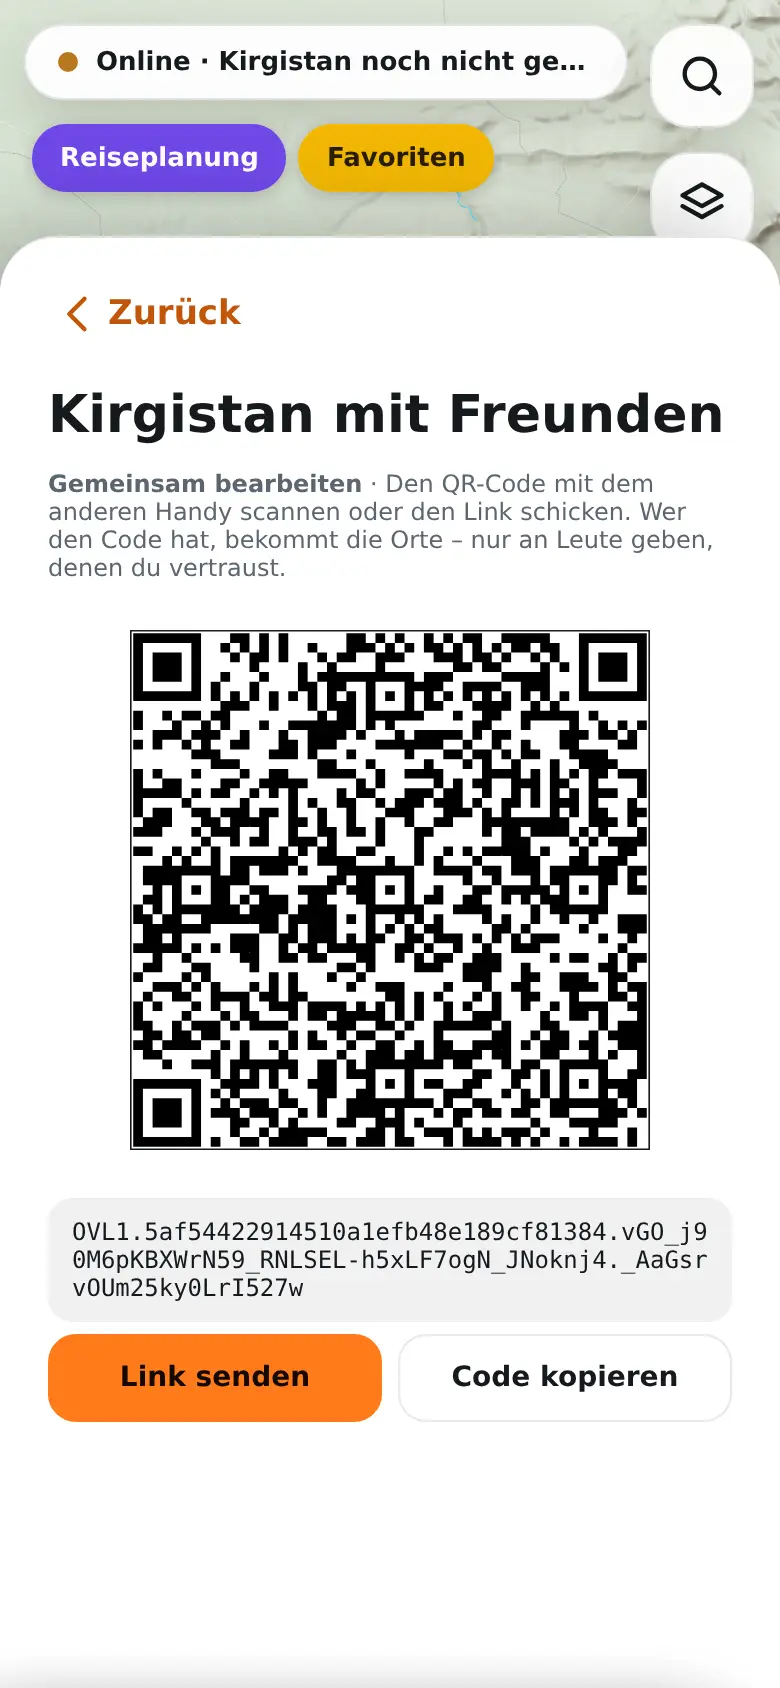 Online · Kirgistan noch nicht ge…
Reiseplanung
Favoriten
Zurück
Kirgistan mit Freunden
Gemeinsam bearbeiten · Den QR-Code mit dem
anderen Handy scannen oder den Link schicken. Wer
den Code hat, bekommt die Orte – nur an Leute geben,
denen du vertraust.
OVL1.5af54422914510a1efb48e189cf81384.vGO_j9
0M6pKBXWrN59_RNLSEL-h5xLF7ogN_JNoknj4._AaGsr
vOUm25ky0LrI527w
Link senden
Code kopieren